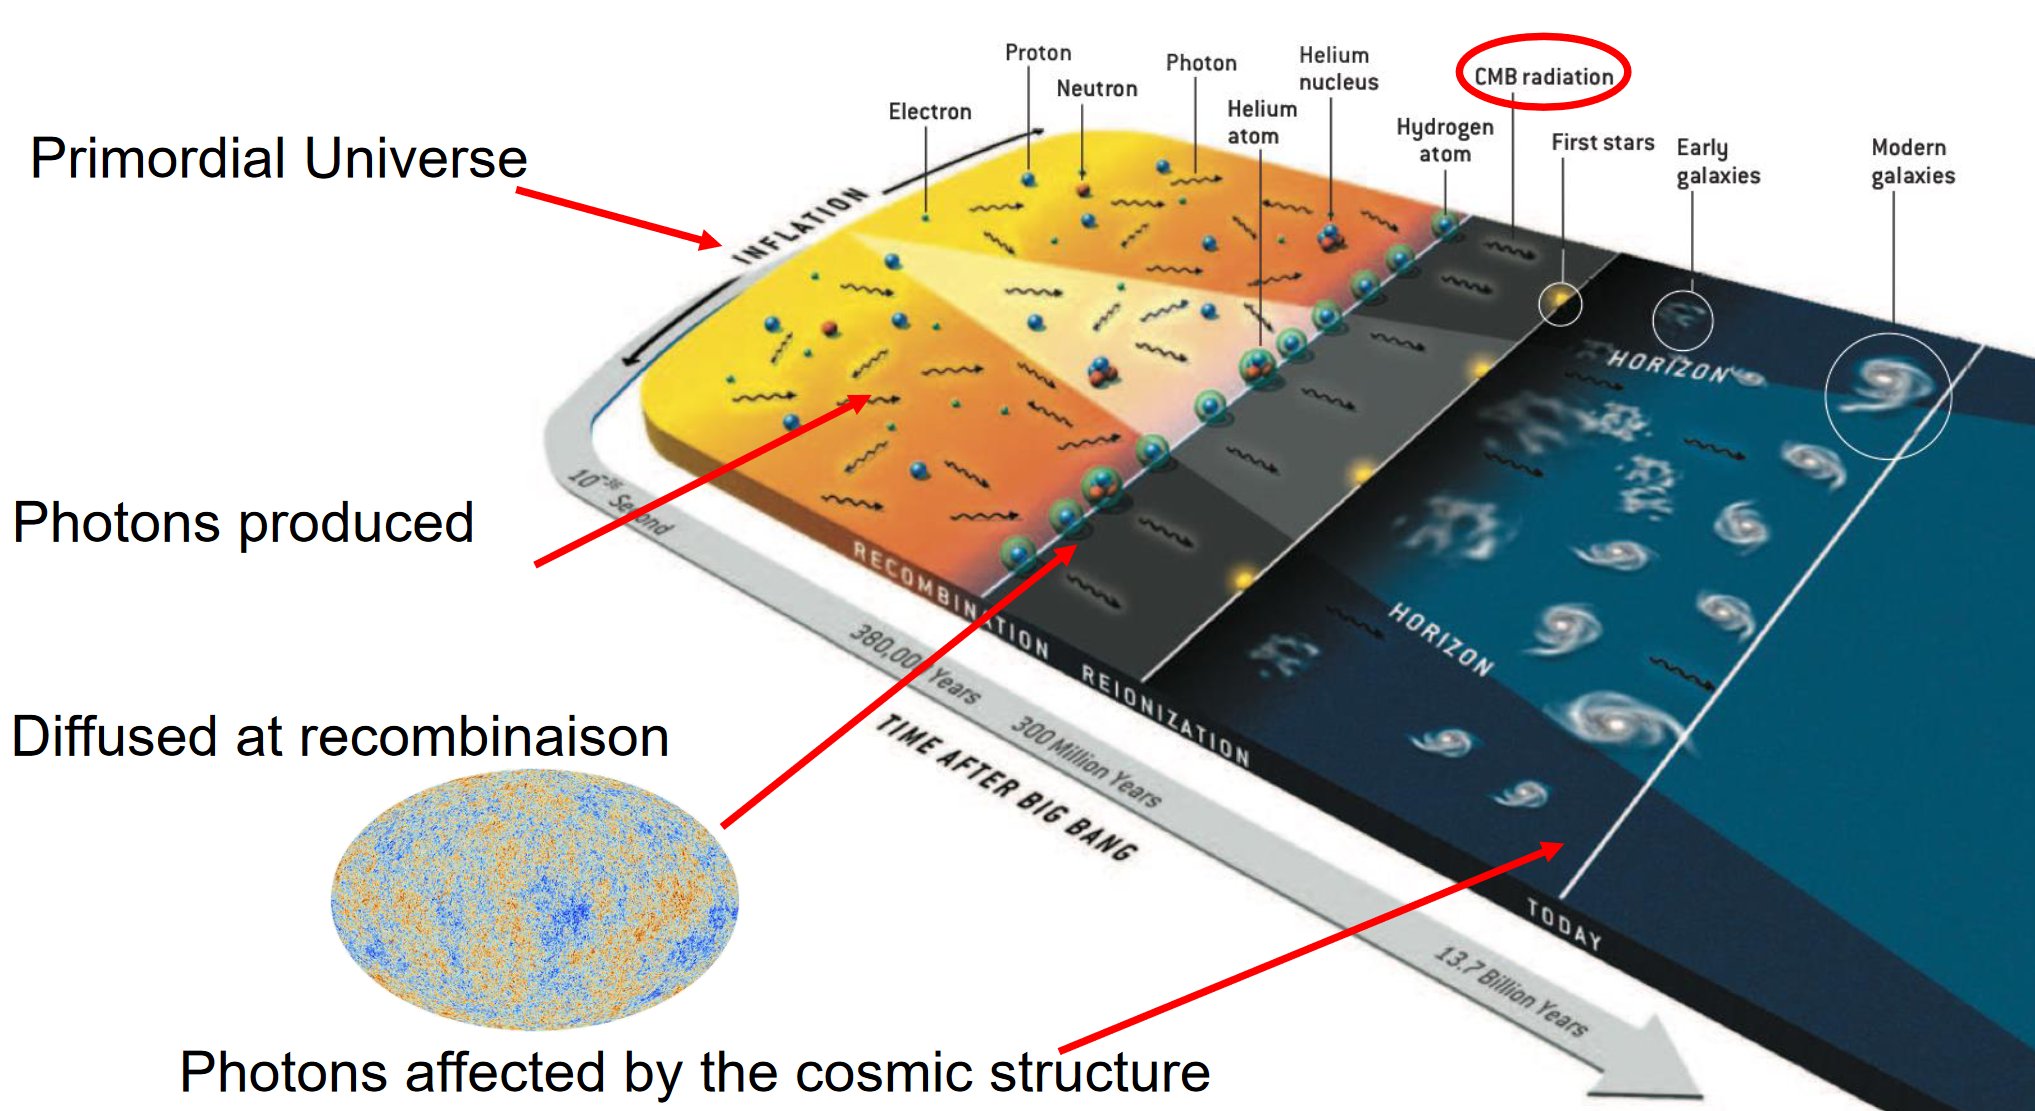 Proton
Neutron
Electron
Photon
Helium
nucleus
Helium
atom
CMB radiation
Hydrogen
atom
First stars
Early
galaxies
Modern
galaxies
Primordial Universe
INFLATION
HORIZON
Photons produced
10⁻³⁶ Second
RECOMBINATION
HORIZON
380,000 Years
REIONIZATION
Diffused at recombinaison
300 Million Years
TIME AFTER BIG BANG
TODAY
13.7 Billion Years
Photons affected by the cosmic structure